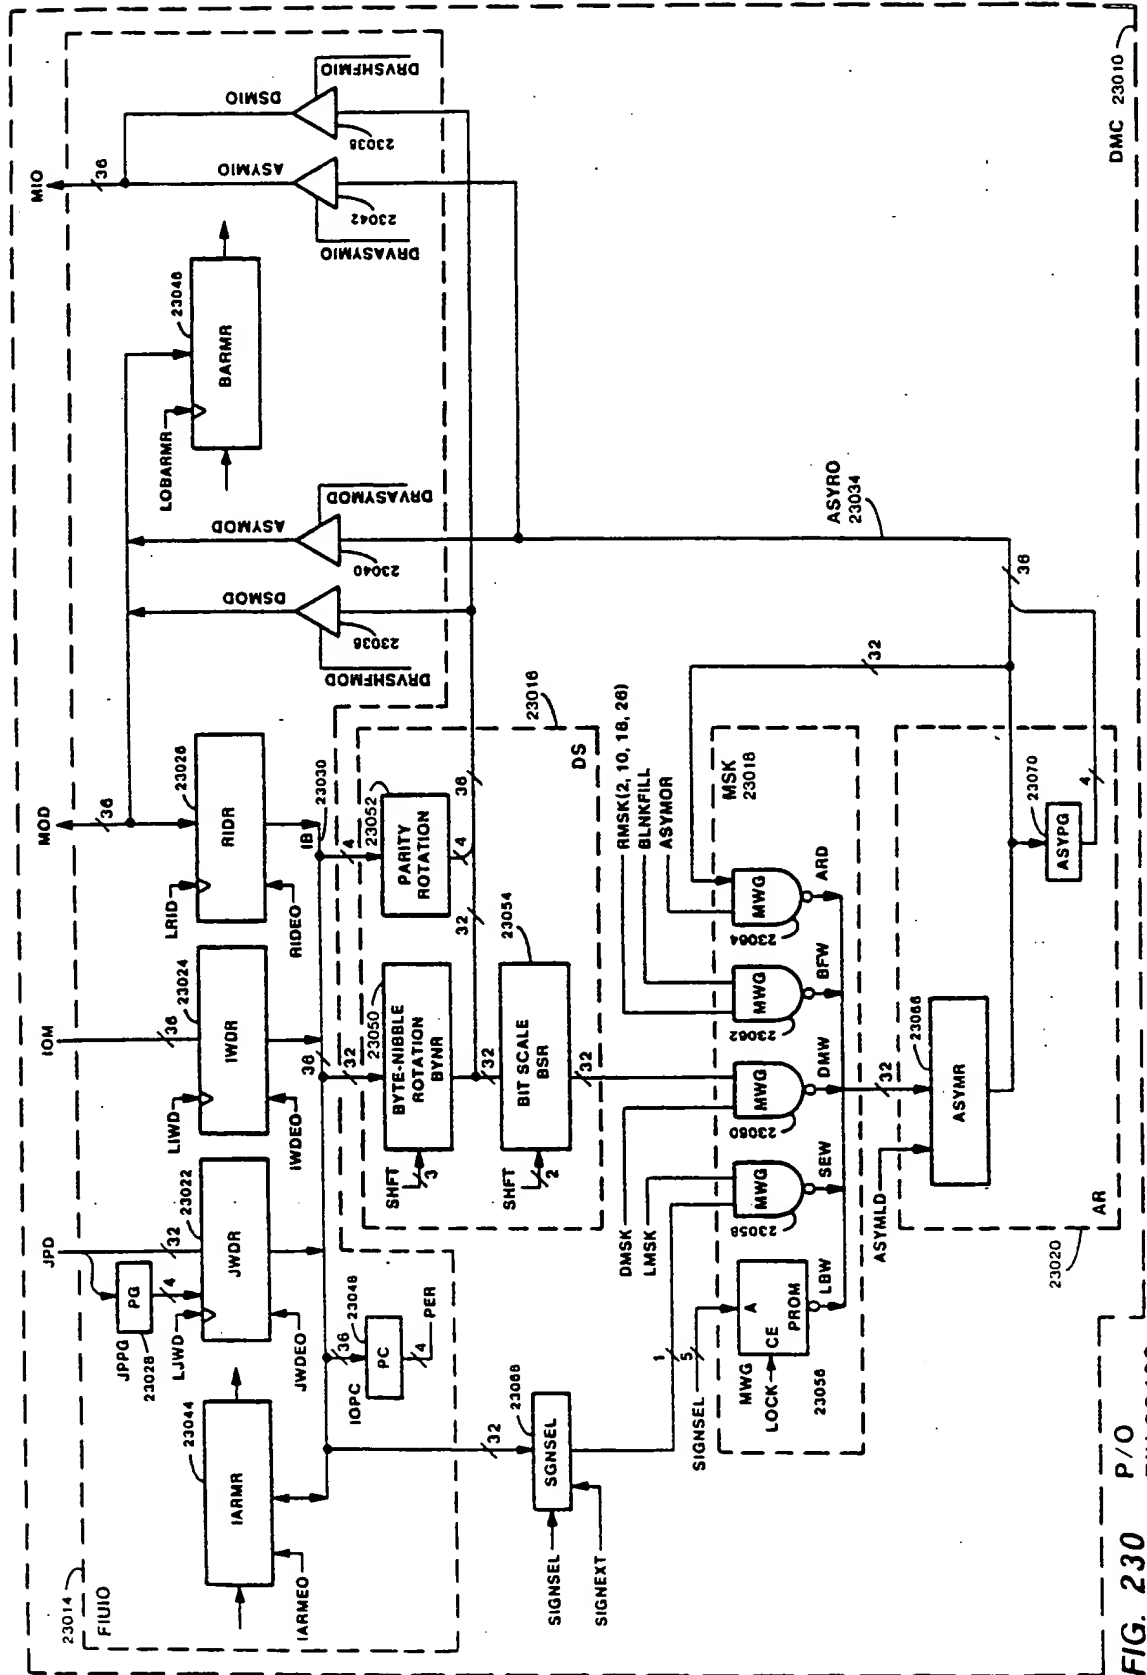 DMC 23010
23014
FIUIO
MOD
IOM
JPD
MIO
36
36
36
32
JPPG
23028
PG
4
LJWD
JWDR
23022
JWDEO
LIWD
IWDR
23024
IWDEO
LRID
RIDR
23026
RIDEO
23044
IARMR
IARMEO
LOBARMR
BARMR
23046
DSMOD
23036
DRVSHFMOD
ASYMOD
23040
DRVASYMOD
ASYMIO
23042
DRVASYMIO
DSMIO
23038
DRVSHFMIO
IB
23030
36
IOPC
23048
PC
36
4
PER
32
SIGNSEL
SIGNEXT
SGNSEL
23068
32
4
23050
BYTE-NIBBLE
ROTATION
BYNR
SHFT
3
23052
PARITY
ROTATION
4
36
32
32
BIT SCALE
BSR
23054
SHFT
2
32
DS
23016
DMSK
LMSK
RMSK(2, 10, 18, 26)
BLNKFILL
ASYMOR
1
5
SIGNSEL
MSK
23018
MWG
LOCK
A
CE
PROM
23056
LBW
MWG
23058
SEW
MWG
23060
DMW
MWG
23062
BFW
MWG
23064
ARD
32
32
ASYMLD
ASYMR
23066
AR
23020
ASYPG
23070
4
36
ASYRO
23034
FIG. 230
P/O